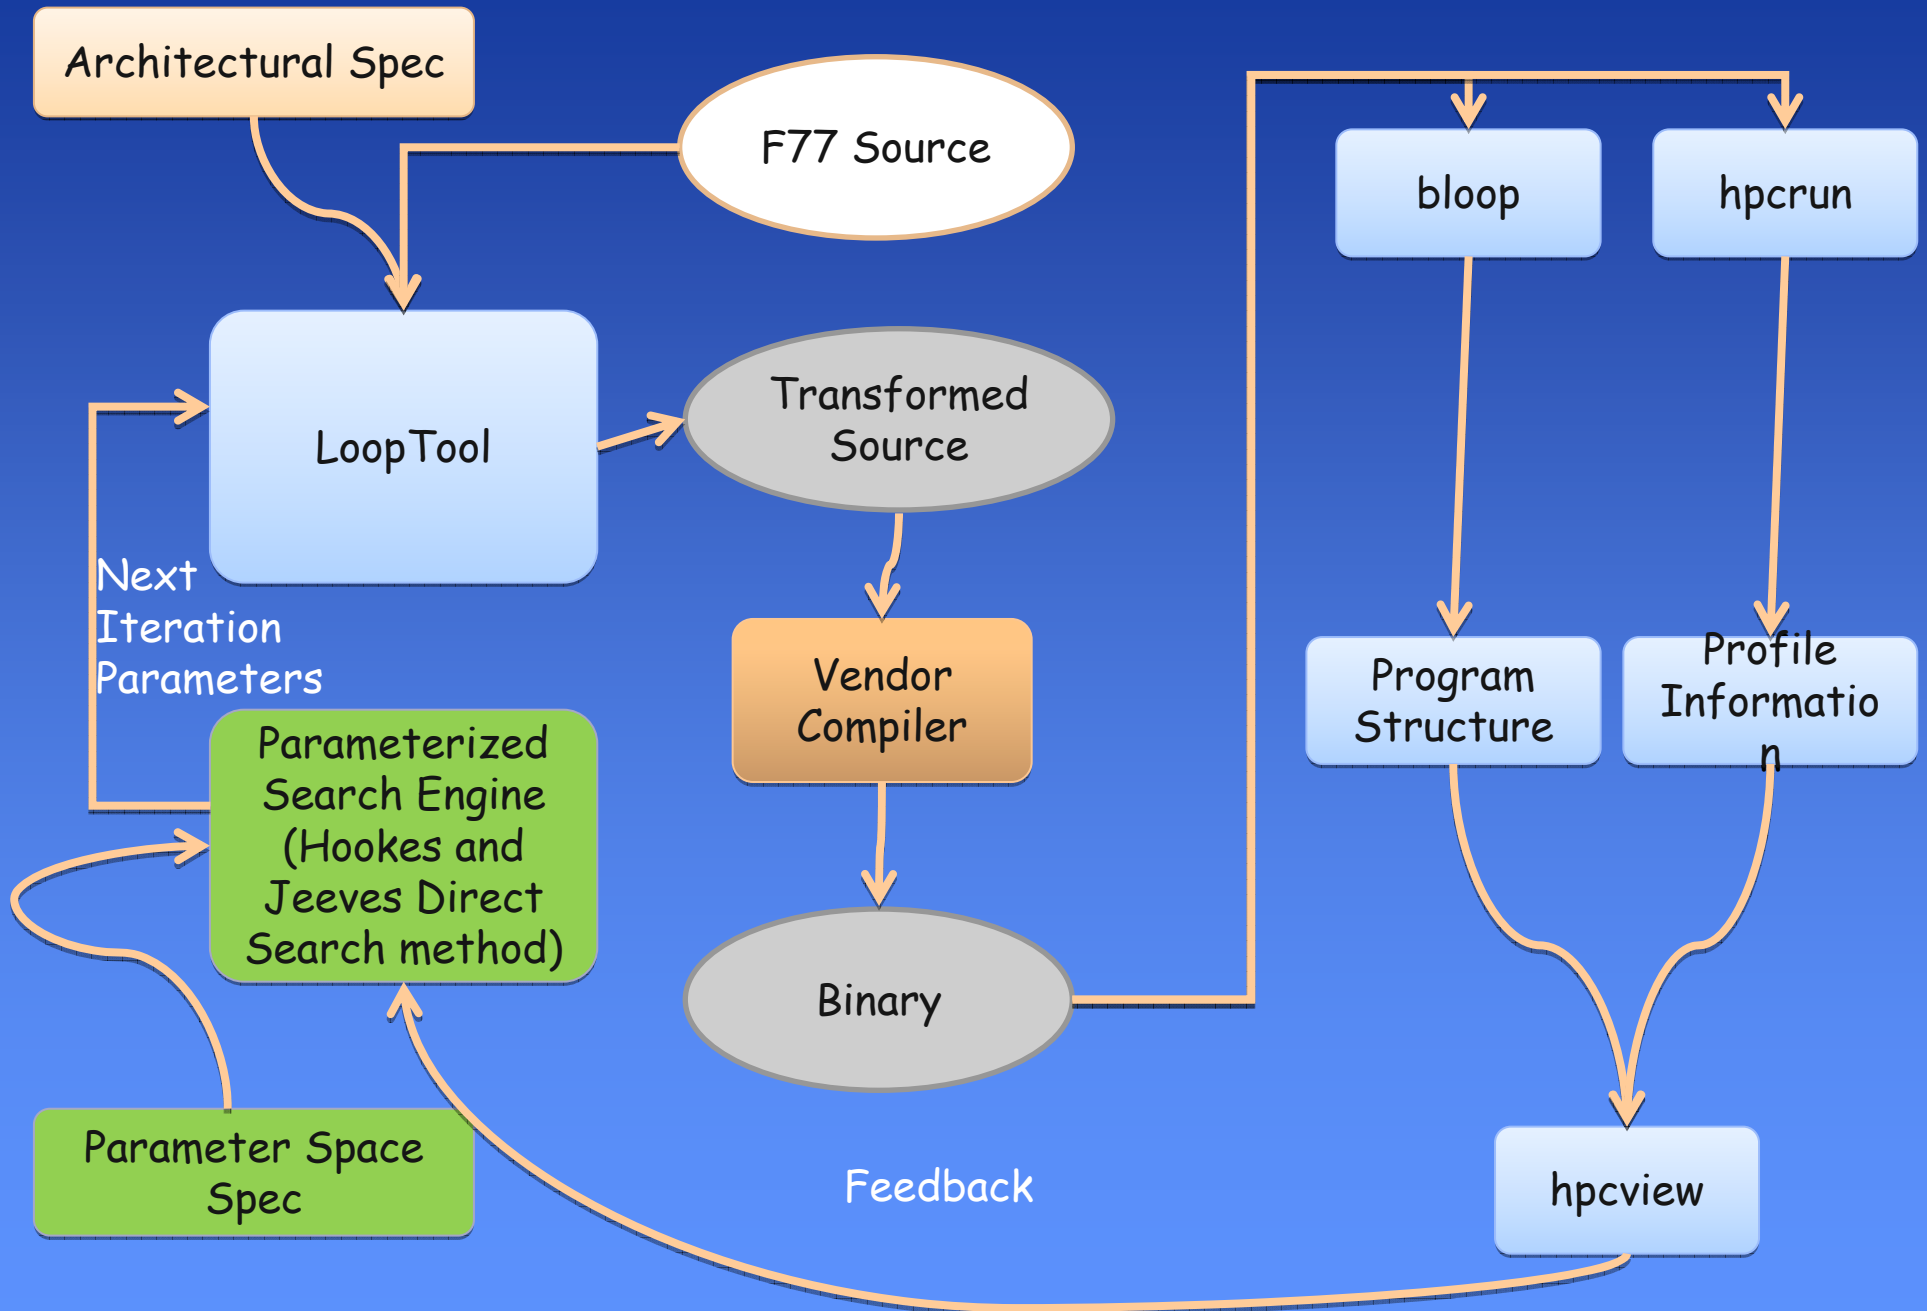 Architectural Spec
F77 Source
bloop
hpcrun
LoopTool
Transformed
Source
Next
Iteration
Parameters
Vendor
Compiler
Program
Structure
Profile
Informatio
n
Parameterized
Search Engine
(Hookes and
Jeeves Direct
Search method)
Binary
Parameter Space
Spec
Feedback
hpcview